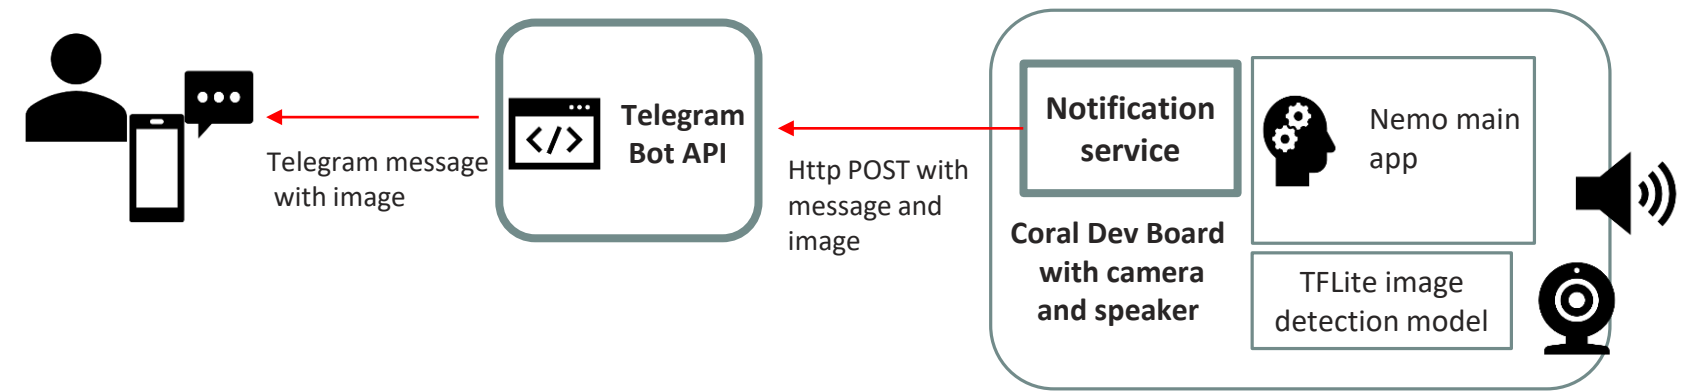 Telegram message
with image
</>
Telegram
Bot API
Http POST with
message and
image
Notification
service
Coral Dev Board
with camera
and speaker
Nemo main
app
TFLite image
detection model